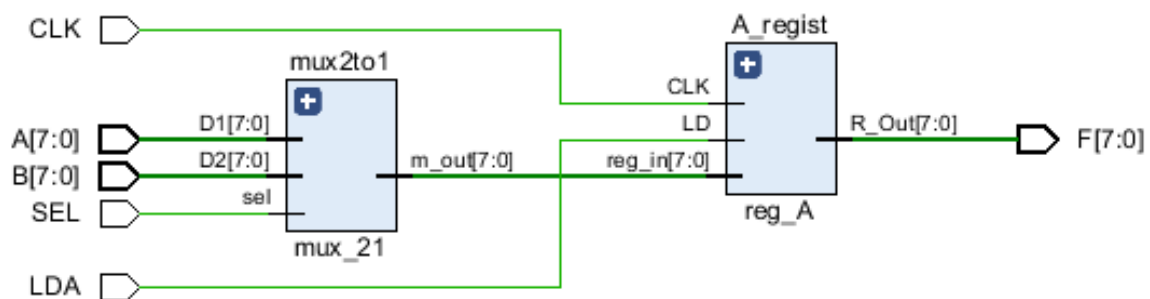 CLK
A_regist
mux2to1
CLK
D1[7:0]
LD
R_Out[7:0]
A[7:0]
F[7:0]
D2[7:0]
m_out[7:0]
reg_in[7:0]
B[7:0]
sel
SEL
reg_A
mux_21
LDA